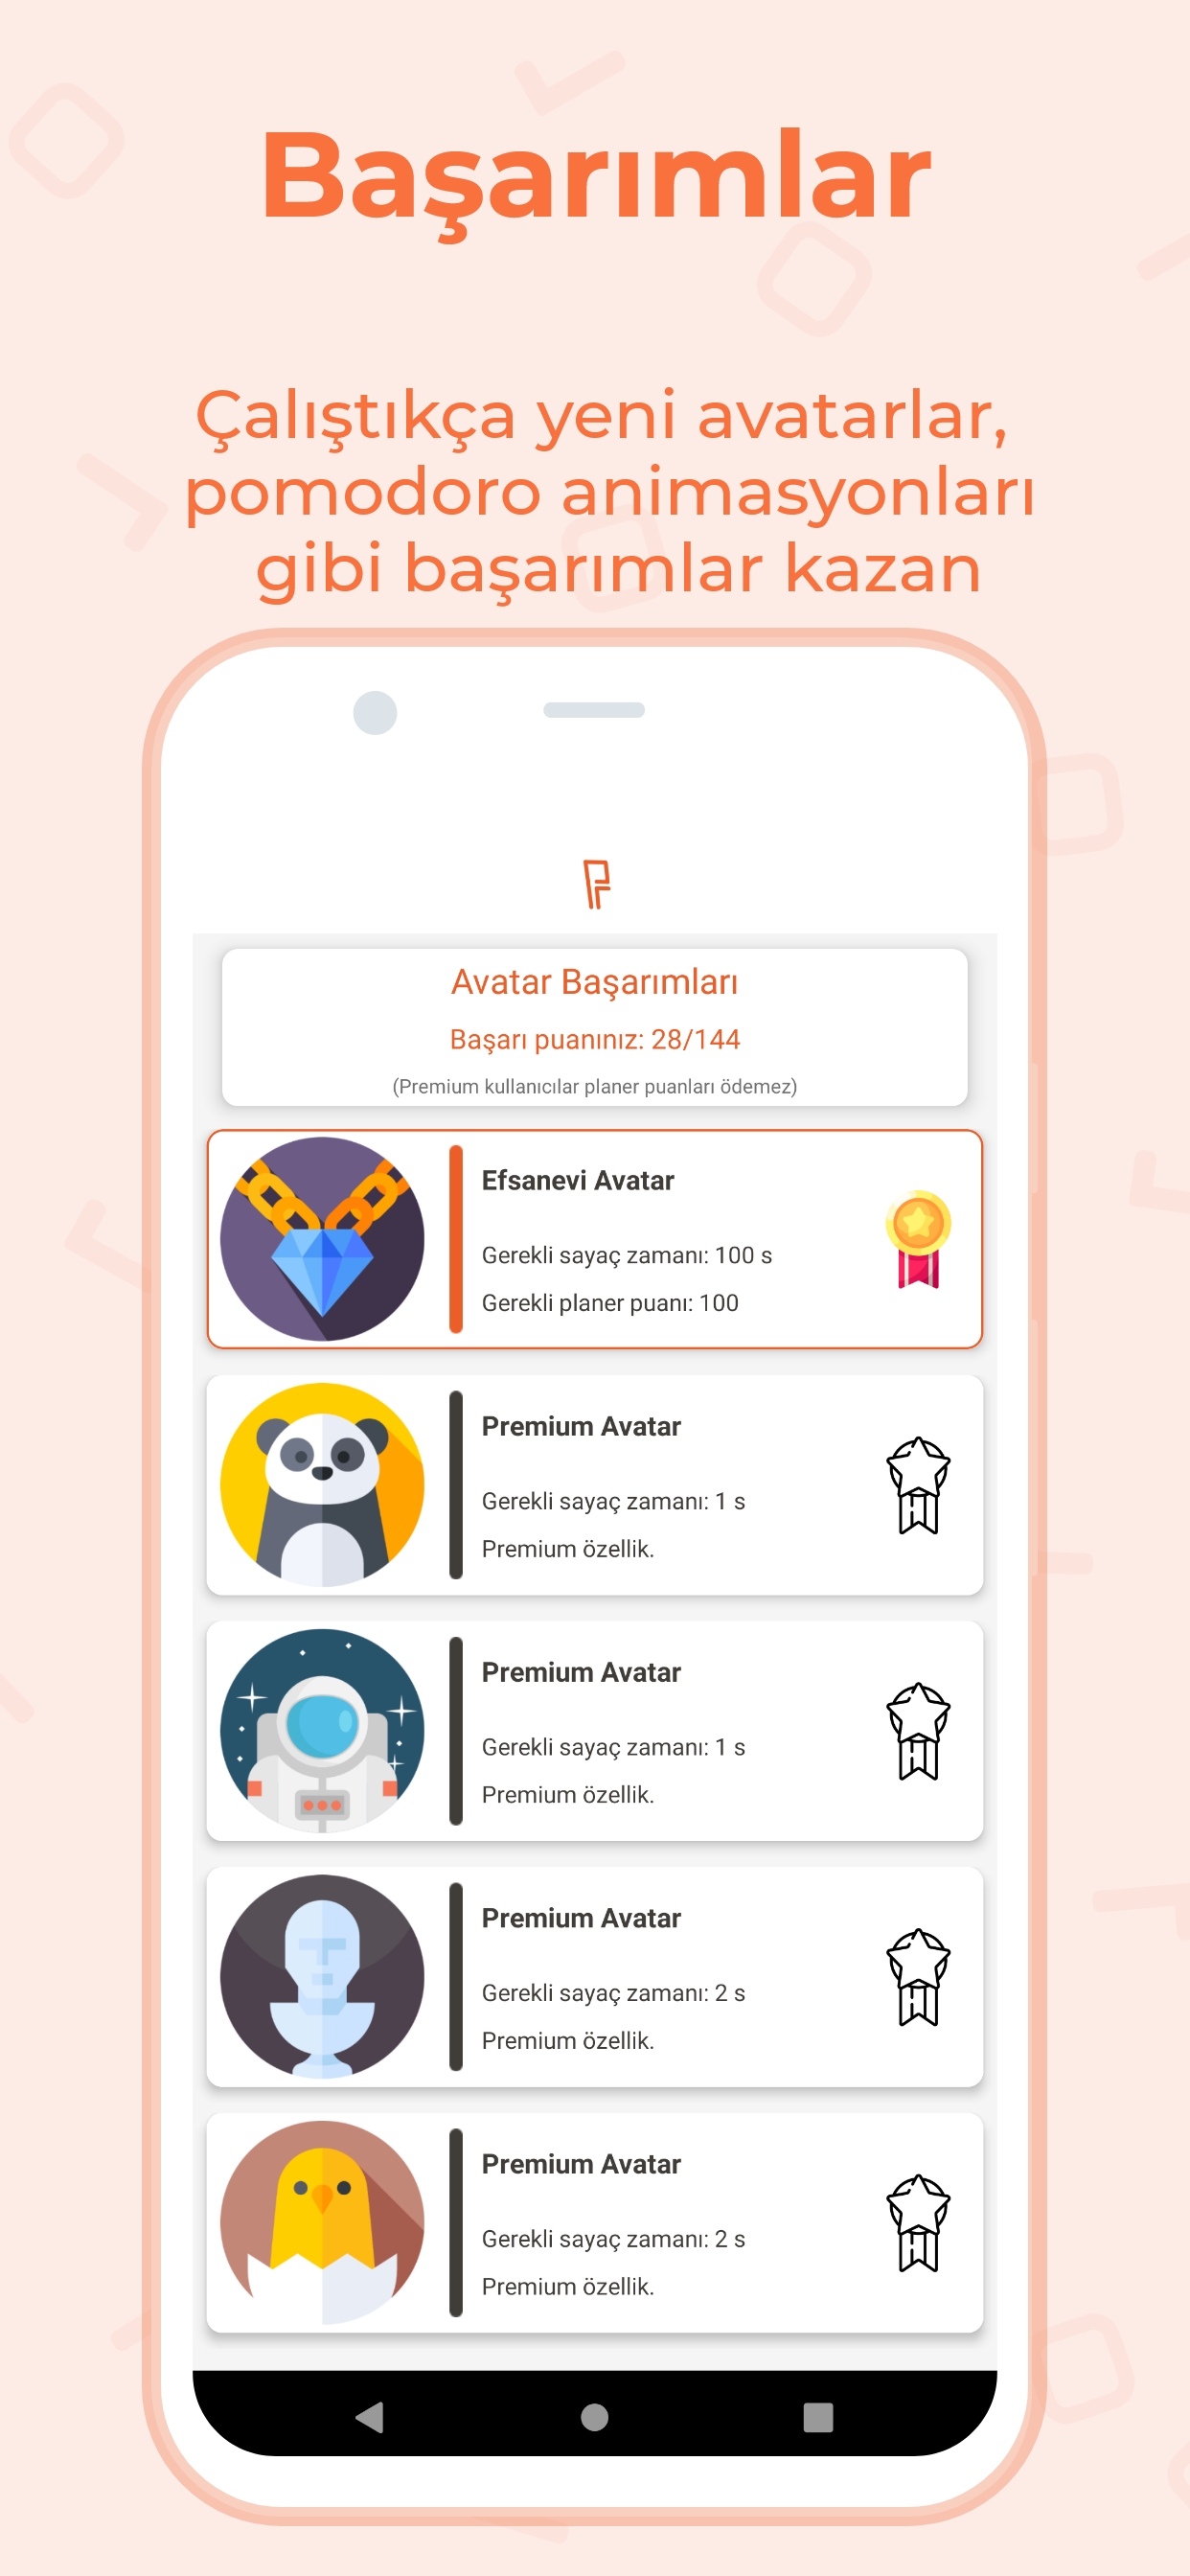 Başarımlar
Çalıştıkça yeni avatarlar,
pomodoro animasyonları
gibi başarımlar kazan
Avatar Başarımları
Başarı puanınız: 28/144
(Premium kullanıcılar planer puanları ödemez)
Efsanevi Avatar
Gerekli sayaç zamanı: 100 s
Gerekli planer puanı: 100
Premium Avatar
Gerekli sayaç zamanı: 1 s
Premium özellik.
Premium Avatar
Gerekli sayaç zamanı: 1 s
Premium özellik.
Premium Avatar
Gerekli sayaç zamanı: 2 s
Premium özellik.
Premium Avatar
Gerekli sayaç zamanı: 2 s
Premium özellik.